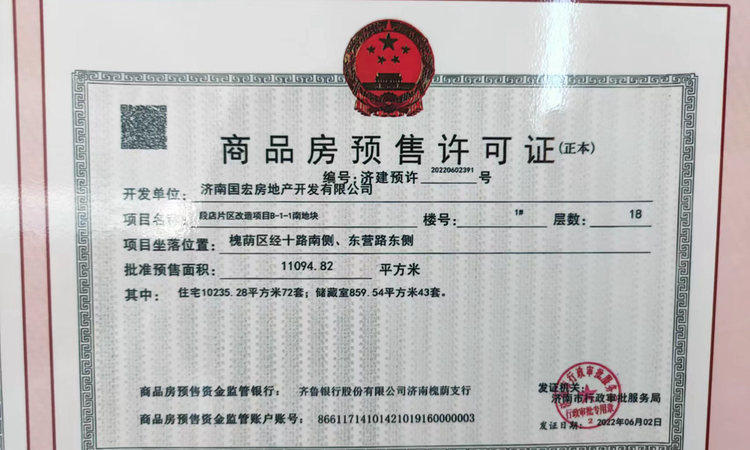 商品房预售许可证(正本)
编号:济建预许 20220602391 号
开发单位: 济南国宏房地产开发有限公司
项目名称: 段店片区改造项目B-1-1南地块 楼号: 1# 层数: 18
项目坐落位置: 槐荫区经十路南侧、东营路东侧
批准预售面积: 11094.82 平方米
其中: 住宅10235.28平方米72套；储藏室859.54平方米43套。
商品房预售资金监管银行: 齐鲁银行股份有限公司济南槐荫支行
商品房预售资金监管账户账号: 86611714101421019160000003
发证机关: 济南市行政审批服务局
行政审批专用章
发证日期: 2022年06月02日